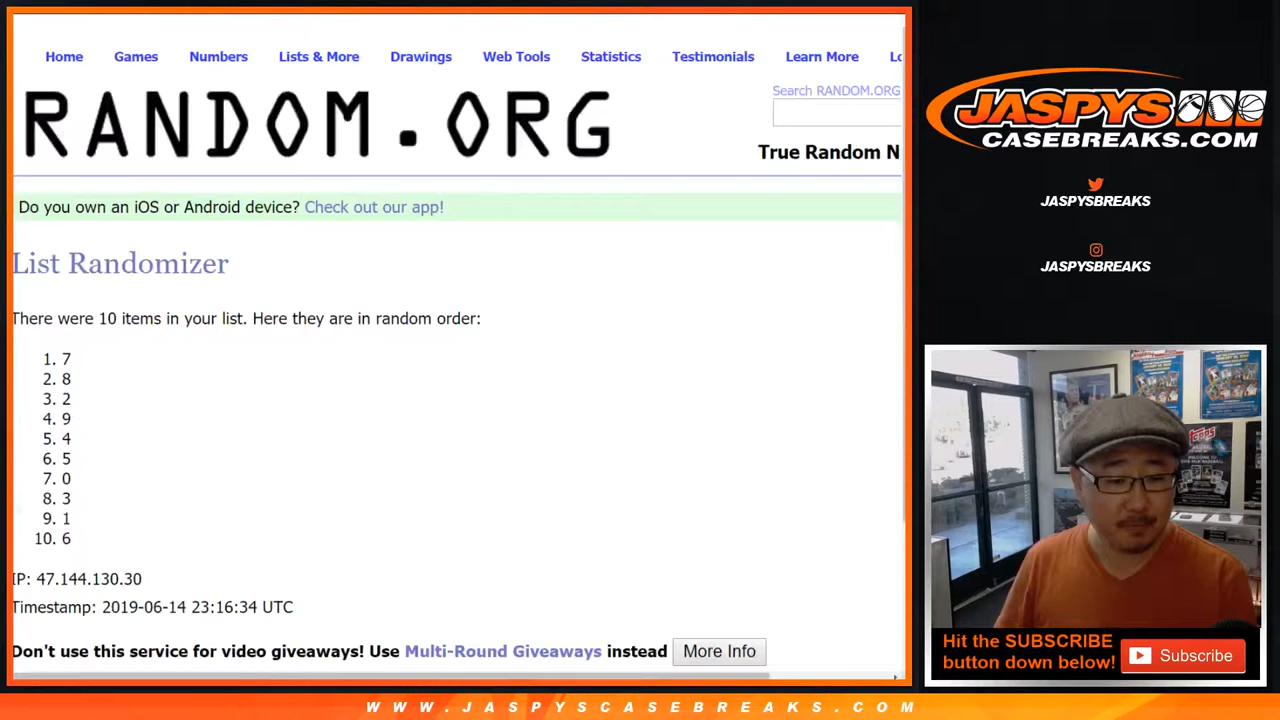 Home Games Numbers Lists & More Drawings Web Tools Statistics Testimonials Learn More Lo
RANDOM.ORG
Search RANDOM.ORG
True Random N
Do you own an iOS or Android device? Check out our app!
List Randomizer
There were 10 items in your list. Here they are in random order:
1. 7
2. 8
3. 2
4. 9
5. 4
6. 5
7. 0
8. 3
9. 1
10. 6
IP: 47.144.130.30
Timestamp: 2019-06-14 23:16:34 UTC
Don't use this service for video giveaways! Use Multi-Round Giveaways instead More Info
JASPYS
CASEBREAKS.COM
JASPYSBREAKS
JASPYSBREAKS
topps
Hit the SUBSCRIBE
button down below!
Subscribe
WWW.JASPYSCASEBREAKS.COM